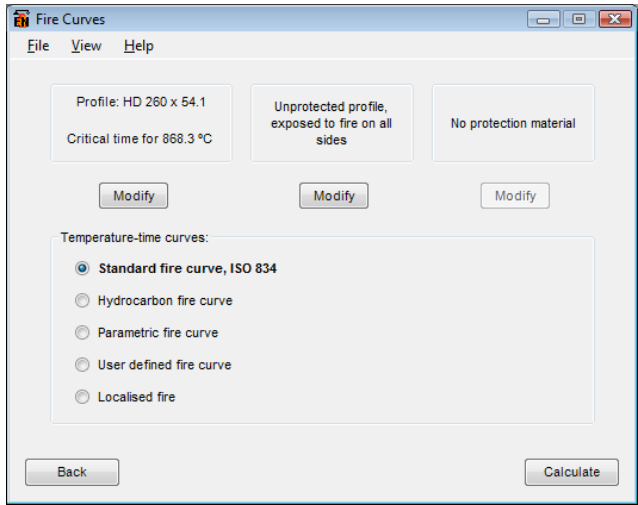 Fire Curves
File View Help
Profile: HD 260 x 54.1
Critical time for 868.3 ºC
Unprotected profile,
exposed to fire on all
sides
No protection material
Modify
Modify
Modify
Temperature-time curves:
Standard fire curve, ISO 834
Hydrocarbon fire curve
Parametric fire curve
User defined fire curve
Localised fire
Back
Calculate